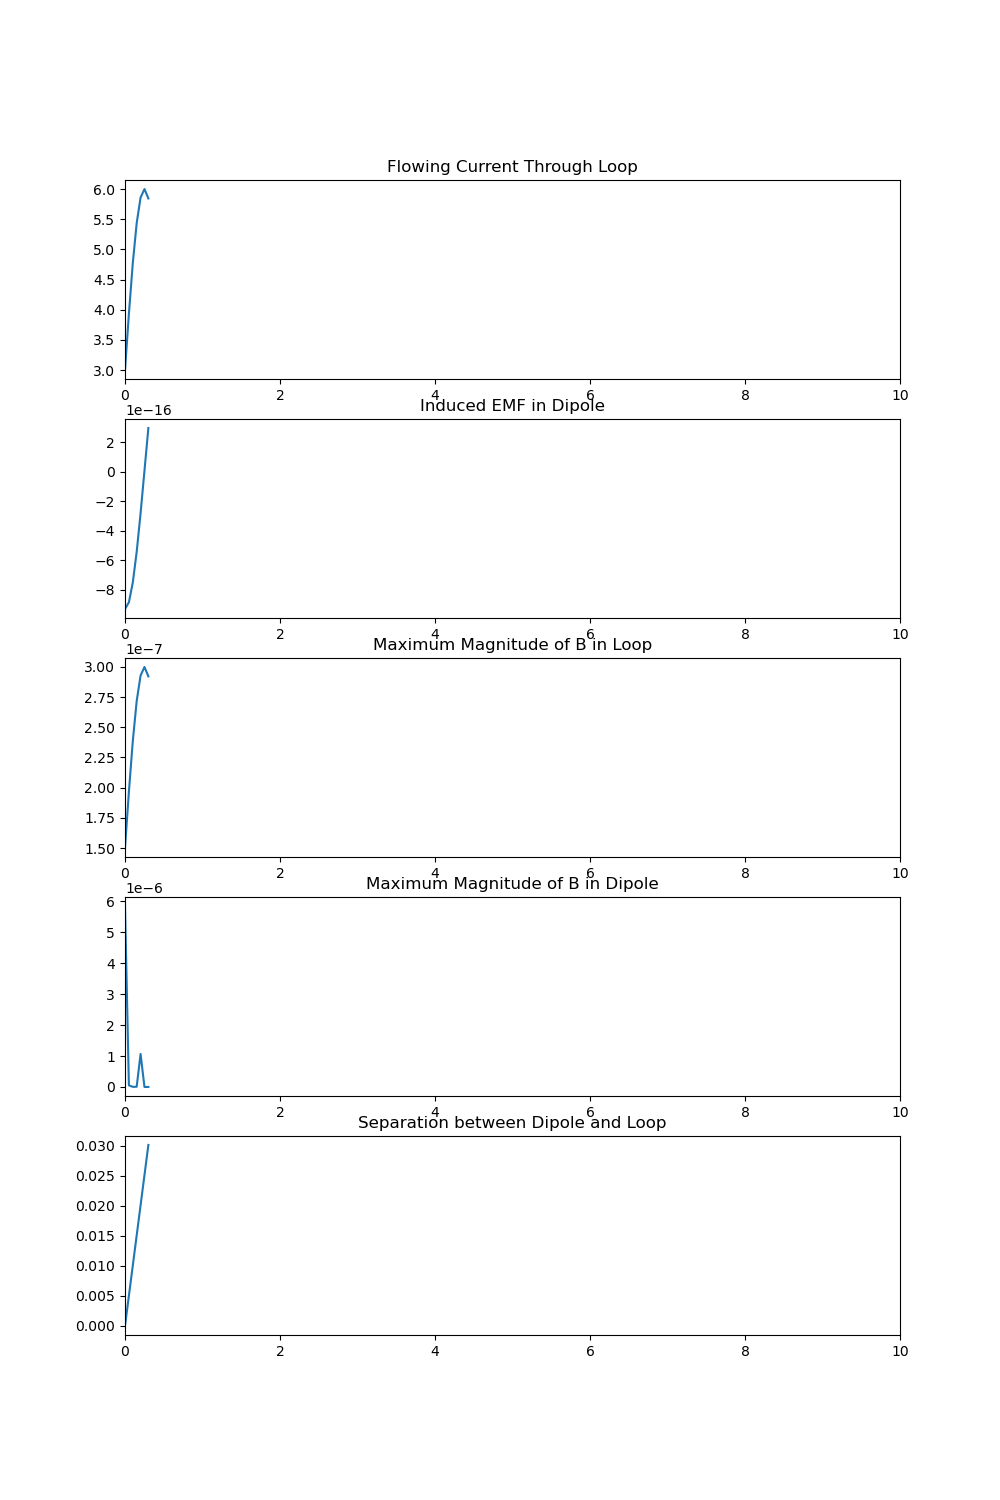 Flowing Current Through Loop
6.0
5.5
5.0
4.5
4.0
3.5
3.0
0 2 4 6 8 10
1e−16
Induced EMF in Dipole
2
0
−2
−4
−6
−8
0 2 4 6 8 10
1e−7
Maximum Magnitude of B in Loop
3.00
2.75
2.50
2.25
2.00
1.75
1.50
0 2 4 6 8 10
1e−6
Maximum Magnitude of B in Dipole
6
5
4
3
2
1
0
0 2 4 6 8 10
Separation between Dipole and Loop
0.030
0.025
0.020
0.015
0.010
0.005
0.000
0 2 4 6 8 10